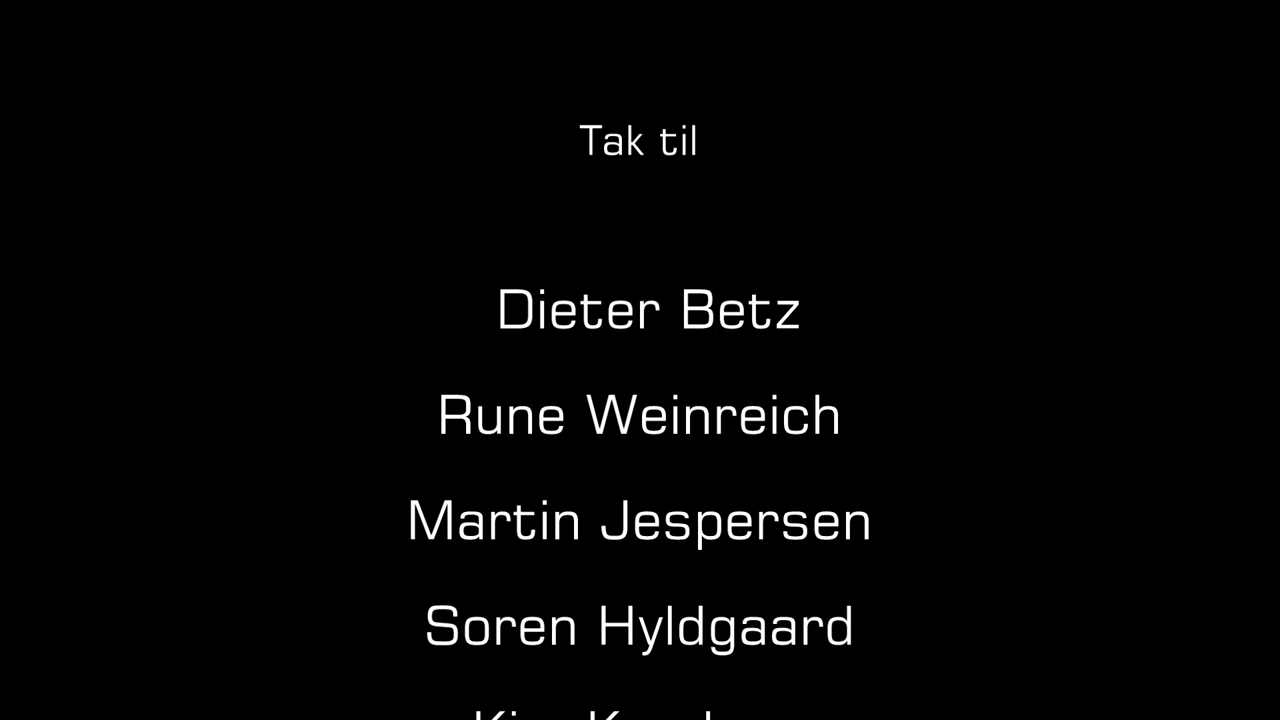 Tak til
Dieter Betz
Rune Weinreich
Martin Jespersen
Soren Hyldgaard